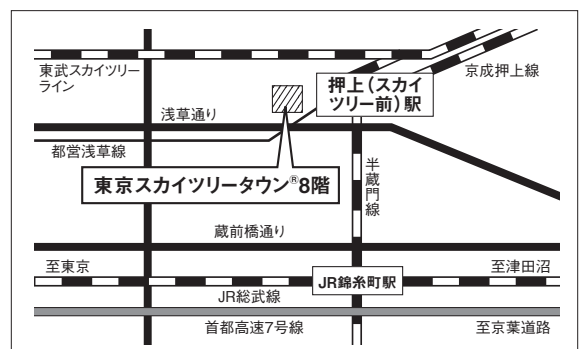 東武スカイツリー
ライン
押上（スカイ
ツリー前）駅
京成押上線
浅草通り
都営浅草線
東京スカイツリータウン®8階
半蔵門線
蔵前橋通り
至東京
JR錦糸町駅
至津田沼
JR総武線
首都高速7号線
至京葉道路